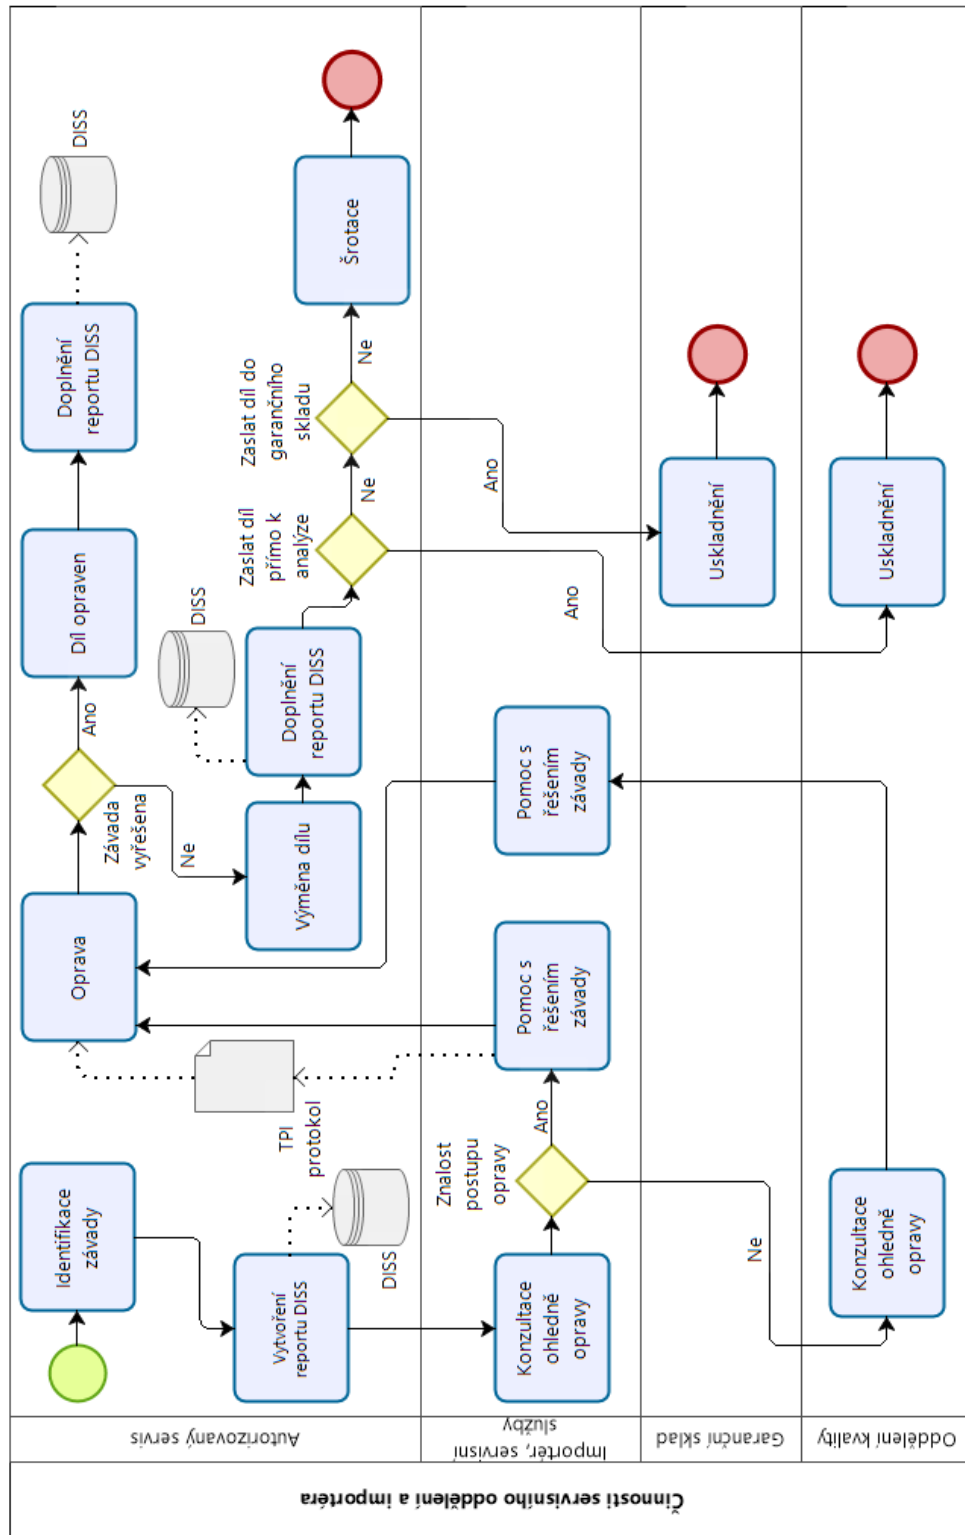 Činnosti servisního oddělení a importéra
Autorizovaný servis
Identifikace
závady
Vytvoření
reportu DISS
DISS
TPI
protokol
Oprava
Závada
vyřešena
Ano
Ne
Díl opraven
Doplnění
reportu DISS
DISS
Výměna dílu
Doplnění
reportu DISS
DISS
Zaslat díl
přímo k
analýze
Ne
Ano
Zaslat díl do
garančního
skladu
Ne
Ano
Šrotace
Importér, servisní
služby
Konzultace
ohledně
opravy
Znalost
postupu
opravy
Ano
Ne
Pomoc s
řešením
závady
Pomoc s
řešením
závady
Garanční sklad
Uskladnění
Oddělení kvality
Konzultace
ohledně
opravy
Uskladnění